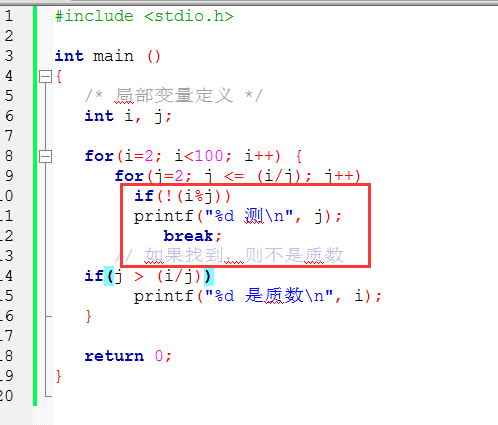 1 #include <stdio.h>
2
3 int main ()
4 {
5 /* 局部变量定义 */
6 int i, j;
7
8 for(i=2; i<100; i++) {
9 for(j=2; j <= (i/j); j++)
10 if(!(i%j))
11 printf("%d 测\n", j);
12 break;
13 // 如果找到，则不是质数
14 if(j > (i/j))
15 printf("%d 是质数\n", i);
16 }
17
18 return 0;
19 }
20